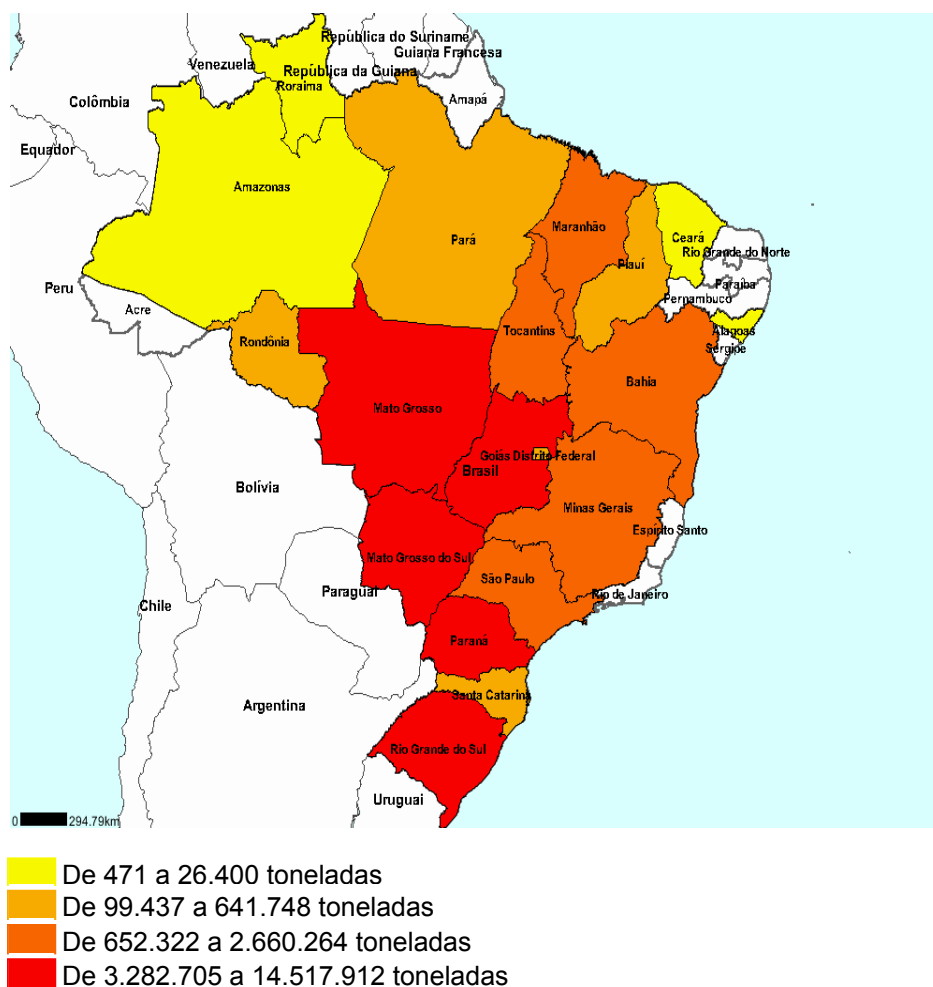 República do Suriname
Guiana Francesa
Venezuela
República da Guiana
Roraima
Amapá
Colômbia
Equador
Amazonas
Pará
Maranhão
Ceará
Rio Grande do Norte
Piauí
Paraíba
Pernambuco
Peru
Acre
Rondônia
Tocantins
Alagoas
Sergipe
Bahia
Mato Grosso
Goiás Distrito Federal
Brasil
Bolívia
Minas Gerais
Espírito Santo
Mato Grosso do Sul
São Paulo
Rio de Janeiro
Paraguai
Chile
Paraná
Santa Catarina
Argentina
Rio Grande do Sul
Uruguai
0 294.79km
De 471 a 26.400 toneladas
De 99.437 a 641.748 toneladas
De 652.322 a 2.660.264 toneladas
De 3.282.705 a 14.517.912 toneladas